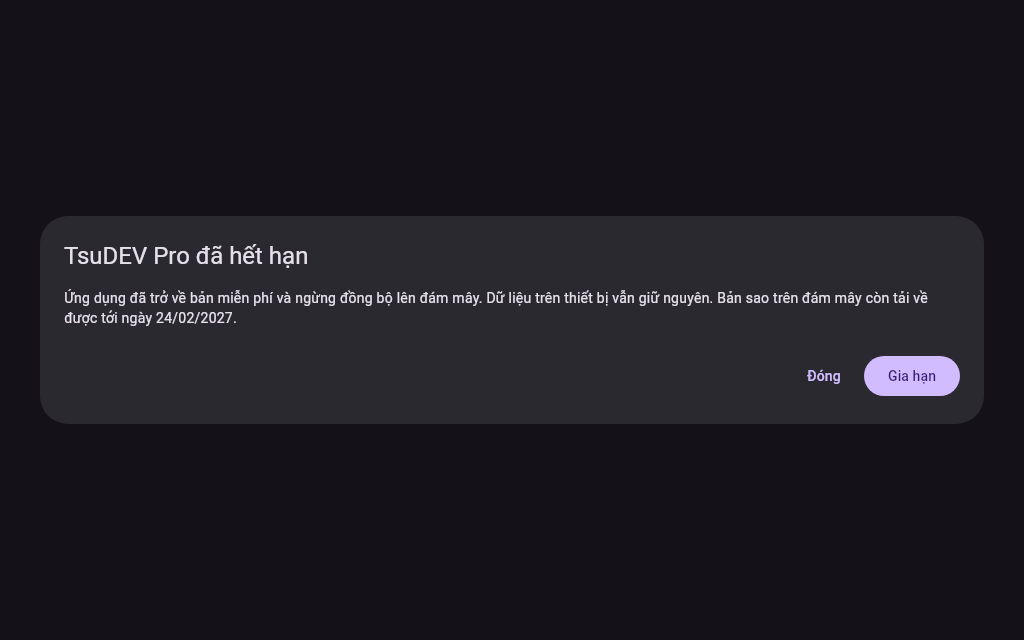 TsuDEV Pro đã hết hạn
Ứng dụng đã trở về bản miễn phí và ngừng đồng bộ lên đám mây. Dữ liệu trên thiết bị vẫn giữ nguyên. Bản sao trên đám mây còn tải về
được tới ngày 24/02/2027.
Đóng
Gia hạn